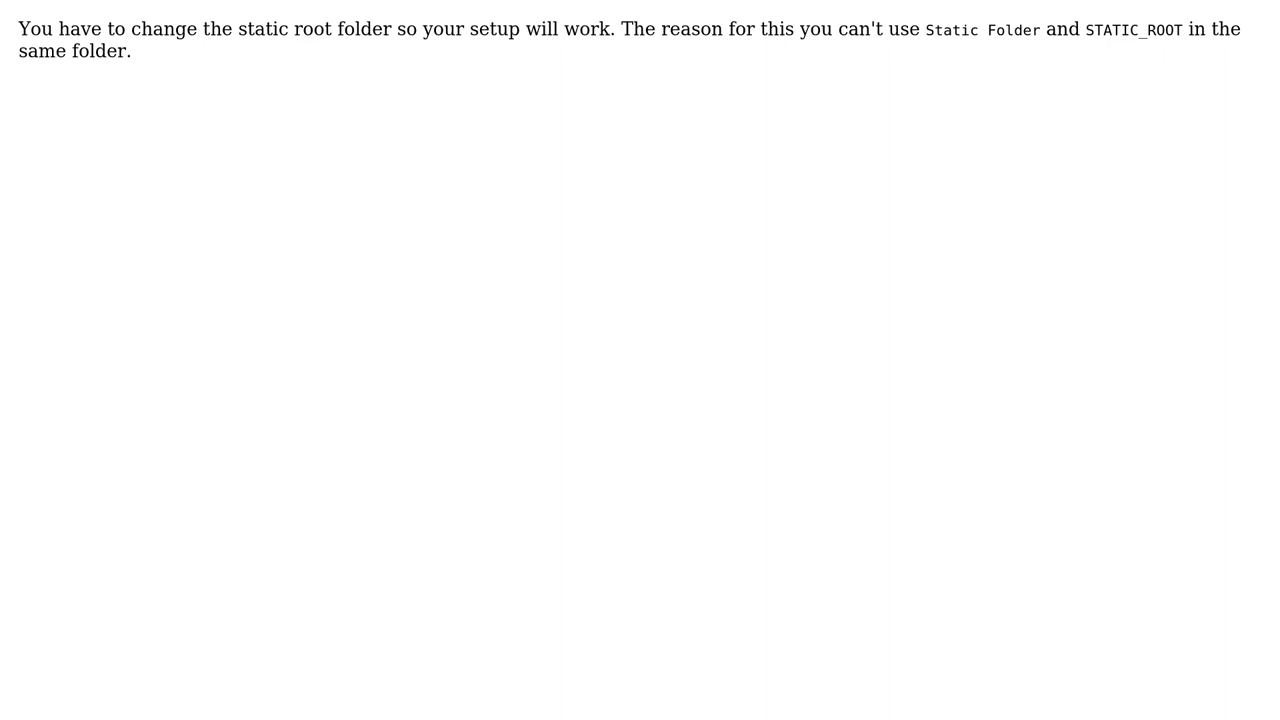 You have to change the static root folder so your setup will work. The reason for this you can't use Static Folder and STATIC_ROOT in the
same folder.